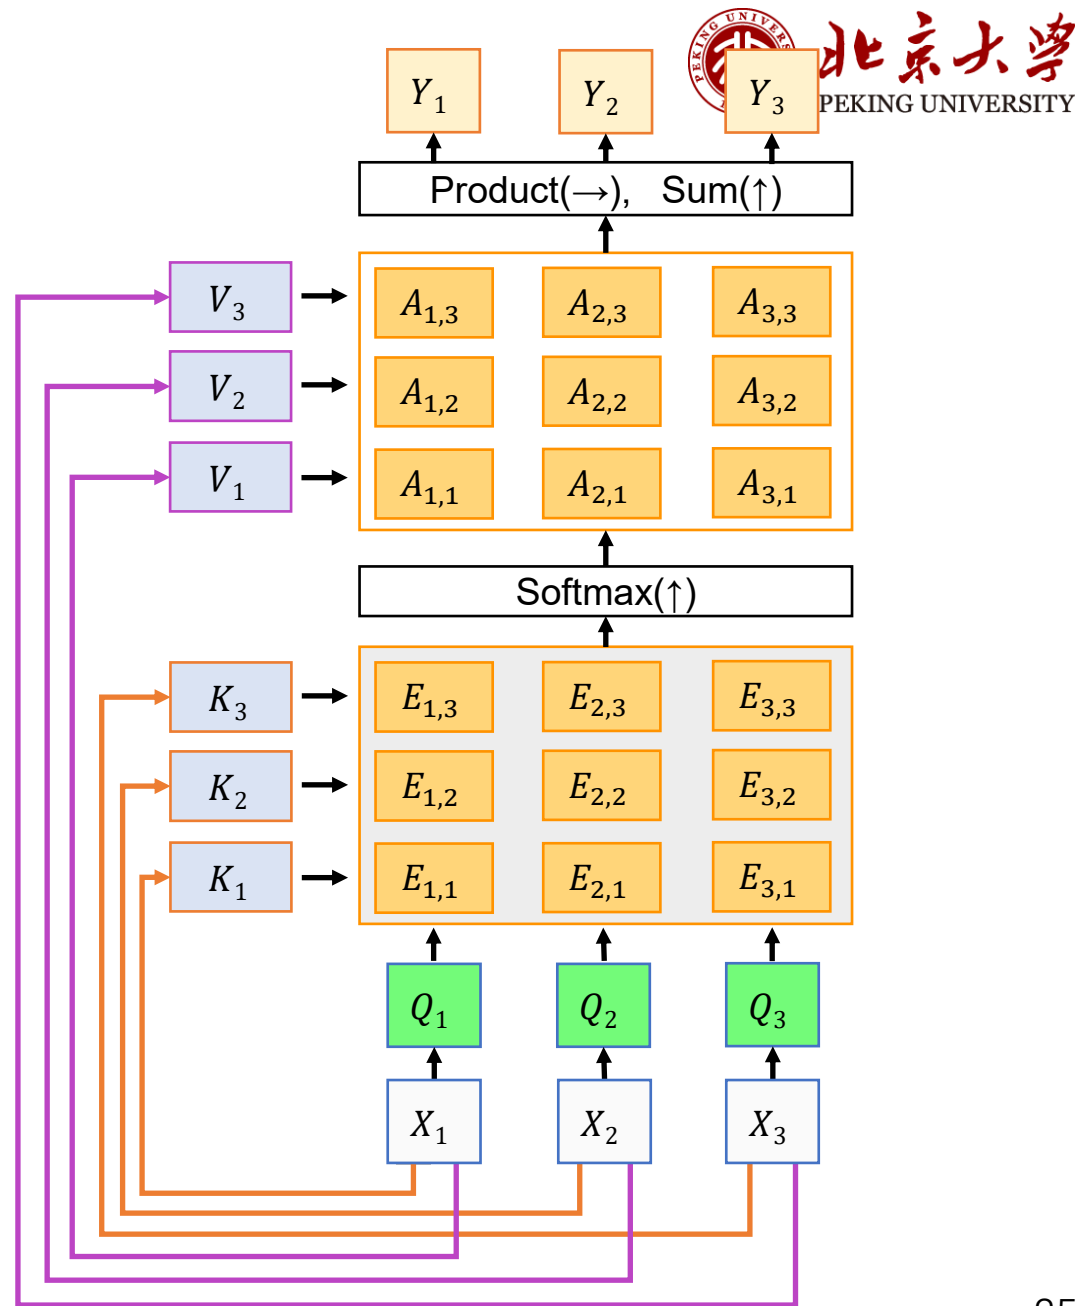 PEKING UNIVERSITY
北京大学
PEKING UNIVERSITY
Y₁ Y₂ Y₃
Product(→), Sum(↑)
V₃ A₁,₃ A₂,₃ A₃,₃
V₂ A₁,₂ A₂,₂ A₃,₂
V₁ A₁,₁ A₂,₁ A₃,₁
Softmax(↑)
K₃ E₁,₃ E₂,₃ E₃,₃
K₂ E₁,₂ E₂,₂ E₃,₂
K₁ E₁,₁ E₂,₁ E₃,₁
Q₁ Q₂ Q₃
X₁ X₂ X₃